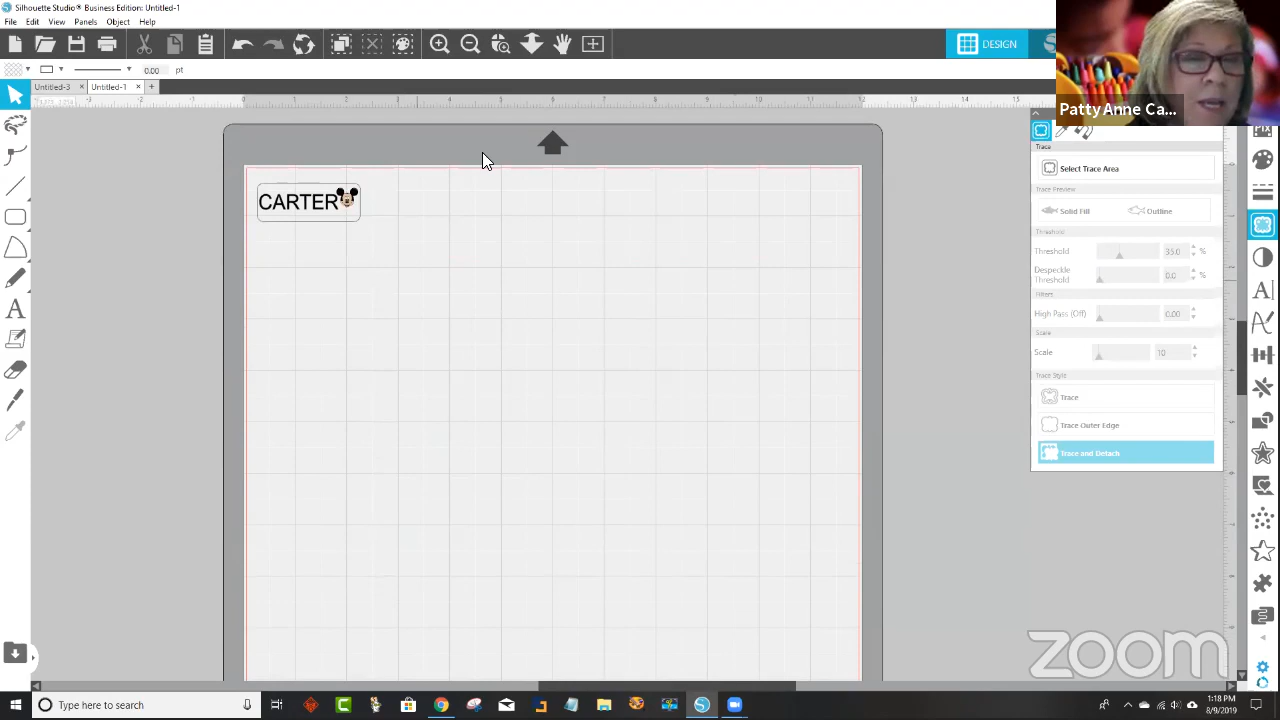 Silhouette Studio® Business Edition: Untitled-1
File Edit View Panels Object Help
DESIGN
0.00 pt
Patty Anne Ca...
Untitled-3 Untitled-1
CARTER
Trace
Select Trace Area
Trace Preview
Solid Fill Outline
Threshold
Threshold 35.0 %
Despeckle Threshold 0.0 %
Filters
High Pass (Off) 0.00
Scale
Scale 10
Trace Style
Trace
Trace Outer Edge
Trace and Detach
zoom
Type here to search
1:18 PM
8/9/2019